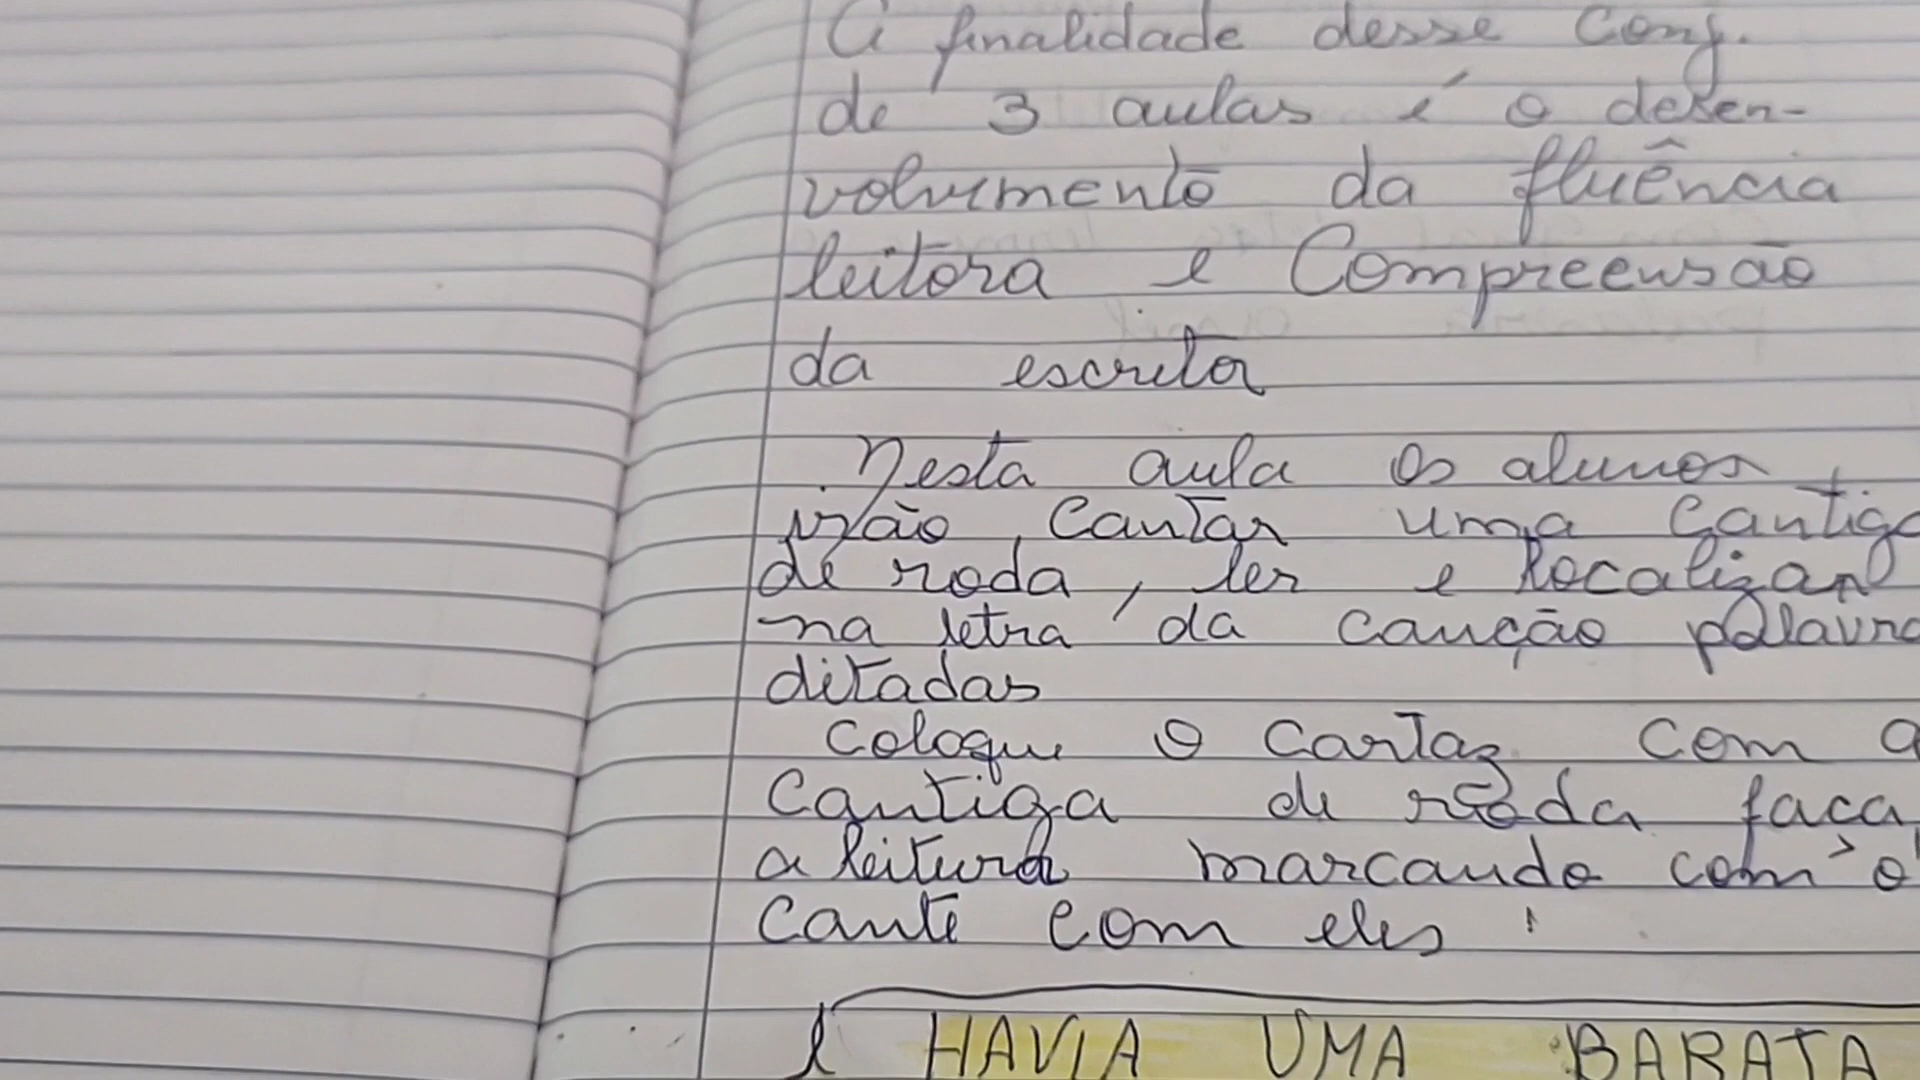 A finalidade desse Conj.
de 3 aulas é o desen-
volvimento da fluência
leitora e Compreensão
da escrita
Nesta aula os alunos
irão, Cantar uma Cantiga
de roda, ler e localizar
na letra da canção palavra
ditadas
Coloque o cartaz com a
Cantiga de roda faça
a leitura marcando com o
Cante com eles!
HAVIA UMA BARATA